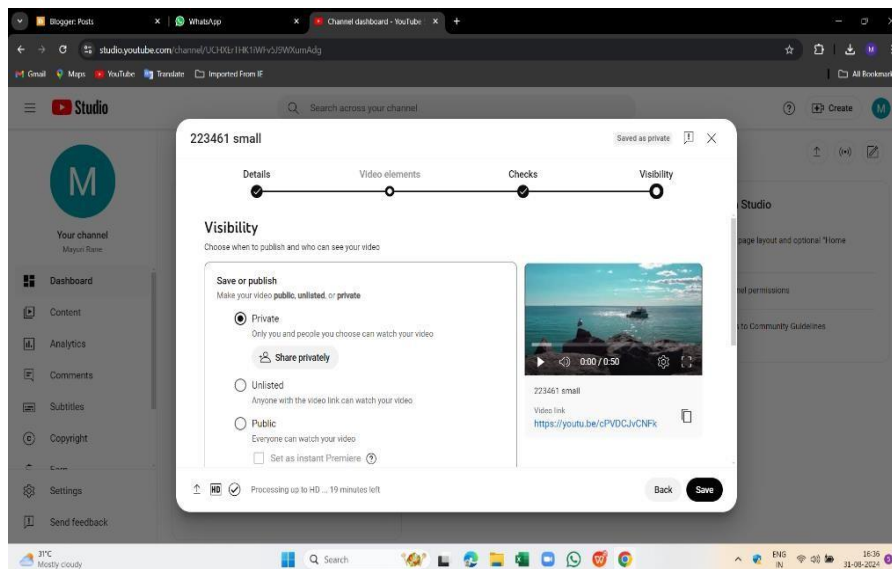 Blogger: Posts
WhatsApp
Channel dashboard - YouTube
studio.youtube.com/channel/
Gmail
Maps
YouTube
Translate
Imported From IE
All Bookmark
Studio
Search across your channel
Create
M
M
Your channel
Mayuri Rane
Dashboard
Content
Analytics
Comments
Subtitles
Copyright
Settings
Send feedback
223461 small
Saved as private
Details
Video elements
Checks
Visibility
Visibility
Choose when to publish and who can see your video
Save or publish
Make your video public, unlisted, or private
Private
Only you and people you choose can watch your video
Share privately
Unlisted
Anyone with the video link can watch your video
Public
Everyone can watch your video
Set as instant Premiere
0:00 / 0:50
223461 small
Video link
https://youtu.be/cPVDCJvCNFk
HD
Processing up to HD ... 19 minutes left
Back
Save
Studio
page layout and optional "Home
permissions
to Community Guidelines
31°C
Mostly cloudy
Search
ENG
IN
16:36
31-08-2024